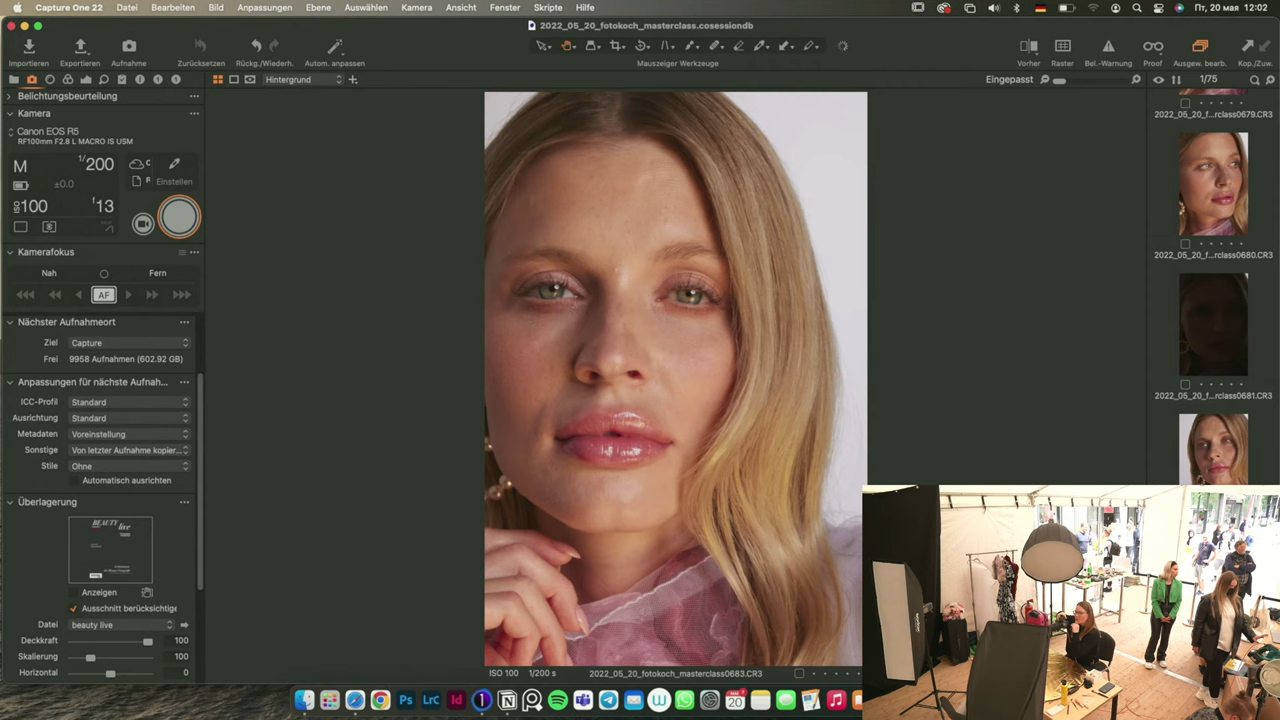 Capture One 22 Datei Bearbeiten Bild Anpassungen Ebene Auswählen Kamera Ansicht Fenster Skripte Hilfe Пт, 20 мая 12:02
2022_05_20_fotokoch_masterclass.cosessiondb
Importieren Exportieren Aufnahme Zurücksetzen Rückg./Wiederh. Autom. anpassen Mauszeiger Werkzeuge Vorher Raster Bel.-Warnung Proof Ausgew. bearb. Kop./Zuw.
Hintergrund Eingepasst 1/75
Belichtungsbeurteilung
Kamera
Canon EOS R5
RF100mm F2.8 L MACRO IS USM
M 1/200 C
±0.0 Einstellen
ISO 100 f13
Kamerafokus
Nah Fern
AF
Nächster Aufnahmeort
Ziel Capture
Frei 9958 Aufnahmen (602.92 GB)
Anpassungen für nächste Aufnah...
ICC-Profil Standard
Ausrichtung Standard
Metadaten Voreinstellung
Sonstige Von letzter Aufnahme kopier...
Stile Ohne
Automatisch ausrichten
Überlagerung
BEAUTY
live
Anzeigen
Ausschnitt berücksichtige
Datei beauty live
Deckkraft 100
Skalierung 100
Horizontal 0
ISO 100 1/200 s 2022_05_20_fotokoch_masterclass0683.CR3
2022_05_20_f...rclass0679.CR3
2022_05_20_f...rclass0680.CR3
2022_05_20_f...rclass0681.CR3
Ps Lrc Id 20